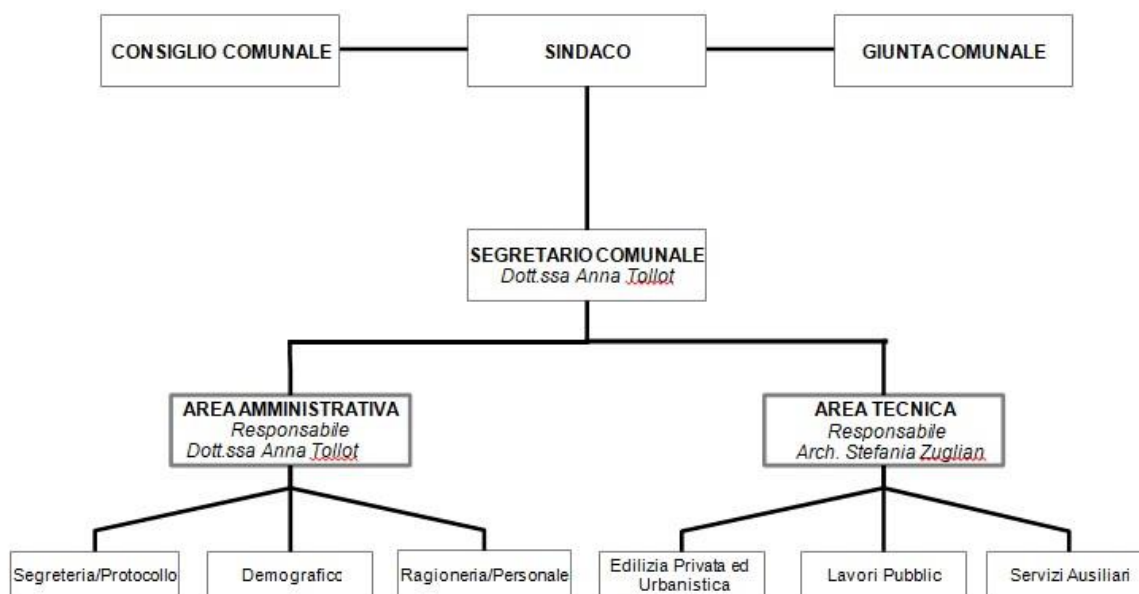 CONSIGLIO COMUNALE
SINDACO
GIUNTA COMUNALE
SEGRETARIO COMUNALE
Dott.ssa Anna Tollot
AREA AMMINISTRATIVA
Responsabile
Dott.ssa Anna Tollot
AREA TECNICA
Responsabile
Arch. Stefania Zuglian
Segreteria/Protocollo
Demografico
Ragioneria/Personale
Edilizia Privata ed
Urbanistica
Lavori Pubblic
Servizi Ausiliari